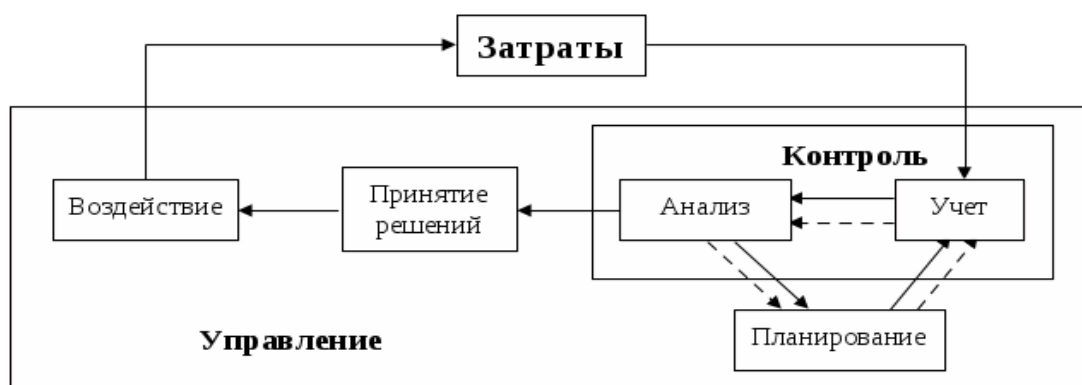 Затраты
Контроль
Воздействие
Принятие
решений
Анализ
Учет
Управление
Планирование